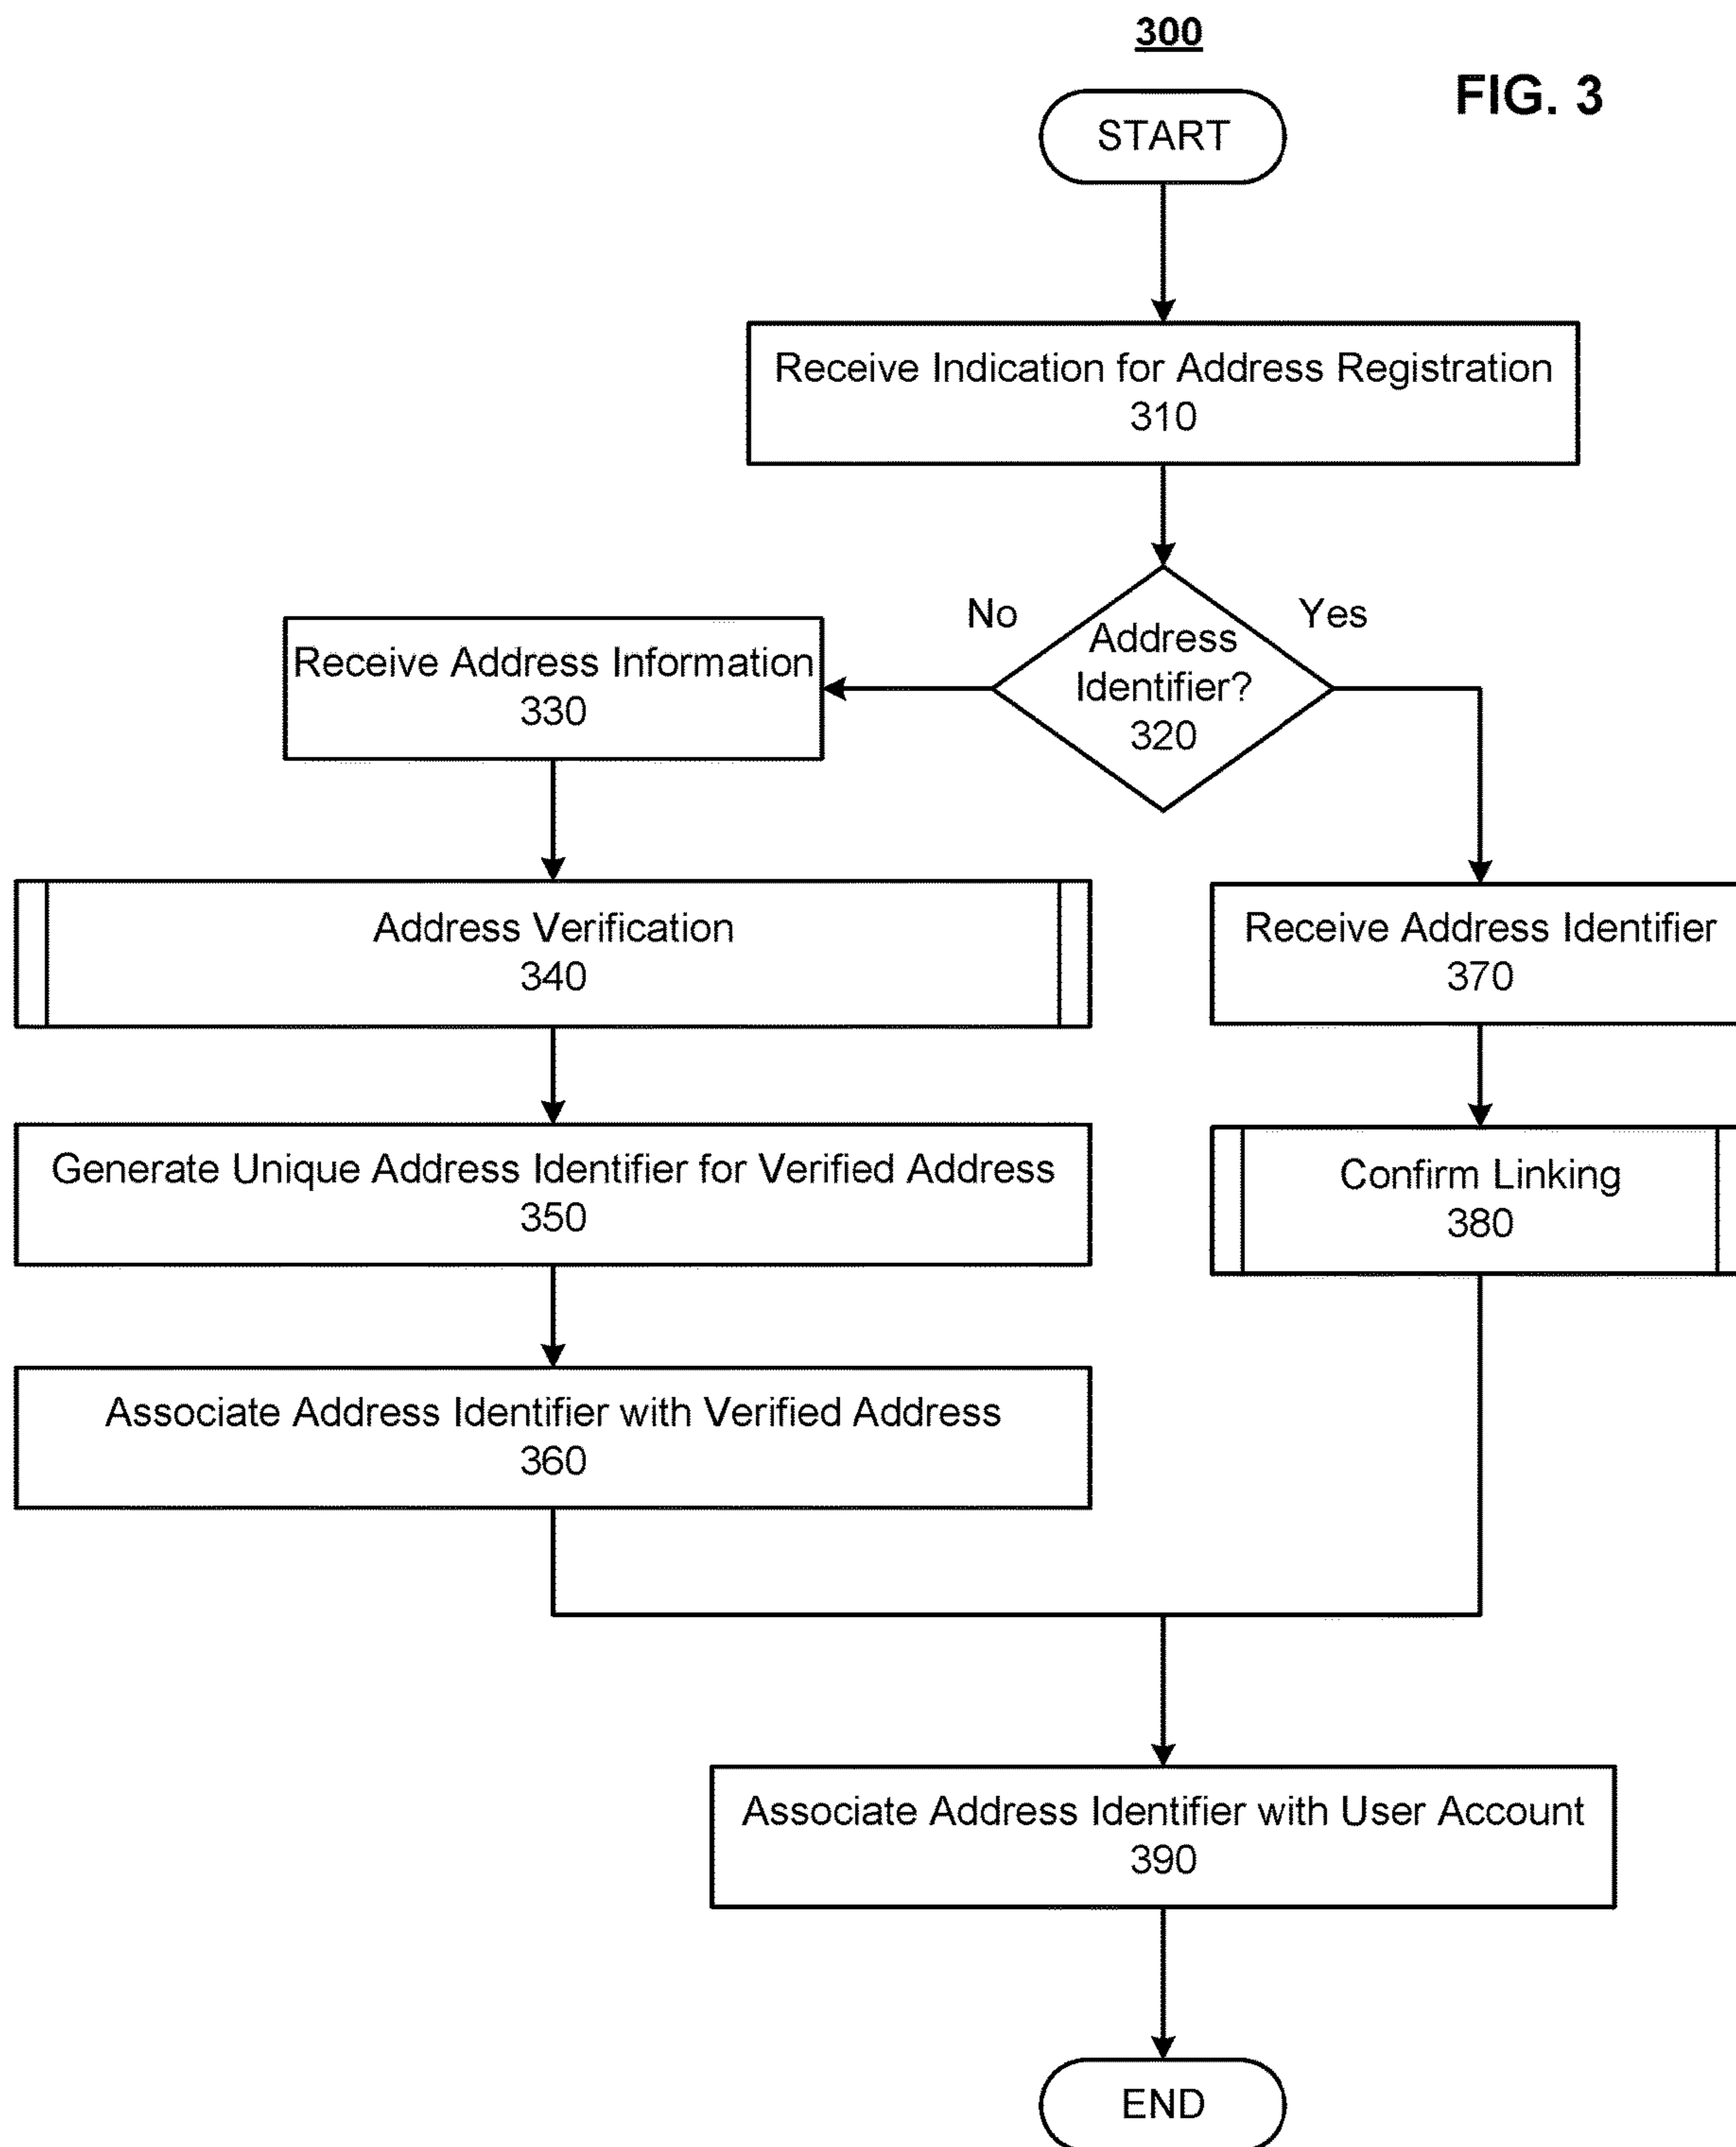 300
FIG. 3
START
Receive Indication for Address Registration
310
No
Yes
Address
Identifier?
320
Receive Address Information
330
Address Verification
340
Receive Address Identifier
370
Generate Unique Address Identifier for Verified Address
350
Confirm Linking
380
Associate Address Identifier with Verified Address
360
Associate Address Identifier with User Account
390
END